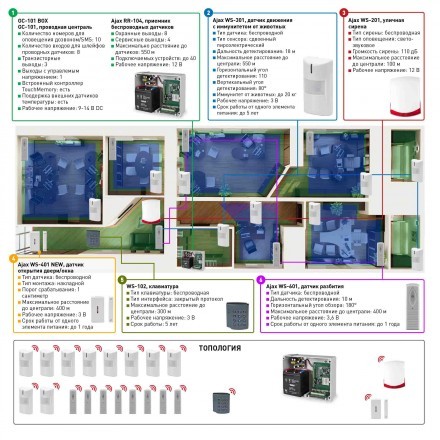 1
OC-101 BOX
ОС-101, проводная централь
• Количество номеров для
оповещения дозвоном/SMS: 10
• Количество входов для шлейфов
проводных датчиков: 8
• Транзисторные
выходы: 3
• Выходы с управлением
напряжением: 1
• Встроенный контроллер
TouchMemory: есть
• Поддержка внешних датчиков
температуры: есть
• Рабочее напряжение: 9-14 В DC
Ajax RR-104, приемник
беспроводных датчиков
• Охранные выходы: 8
• Сервисные выходы: 4
• Максимальные расстояние до
датчиков: 550 м
• Подключаемых устройств: до 40
• Рабочее напряжение: 12 В
2
Ajax WS-301, датчик движения
с иммунитетом от животных
• Тип датчика: беспроводной
• Тип сенсора: сдвоенный
пироэлектрический
• Дальность детектирования: 18 м
• Максимальное расстояние до
централи: 550 м
• Горизонтальный угол
детектирования: 110
• Вертикальный угол
детектирования: 80°
• Иммунитет от животных: до 20 кг
• Рабочее напряжение: 3 В
• Срок работы от одного элемента
питания: до 5 лет
3
Ajax WS-201, уличная
сирена
• Тип сирены: беспроводной
• Тип оповещения: свето-
звуковое
• Громкость сирены: 110 дБ
• Максимальное расстояние до
централи: 100 м
• Рабочее напряжение: 12 В
4
Ajax WS-401 NEW, датчик
открытия двери/окна
• Тип датчика: беспроводной
• Тип монтажа: накладной
• Порог срабатывания: 1
сантиметр
• Максимальное расстояние до
централи: 400 м
• Рабочее напряжение: 3 В
• Срок работы от одного
элемента питания: до 1 года
5
WS-102, клавиатура
• Тип клавиатуры: беспроводная
• Тип интерфейса: закрытый протокол
• Максимальное расстояние до
централи: 300 м
• Рабочее напряжение: 3 В
• Срок работы: 5 лет
6
Ajax WS-601, датчик разбития
• Тип датчика: беспроводной
• Дальность детектирования: 10 м
• Горизонтальный угол обзора: 180°
• Максимальное расстояние до централи: 400 м
• Рабочее напряжение: 3,6 В
• Срок работы от одного элемента питания: до 1 года
ТОПОЛОГИЯ